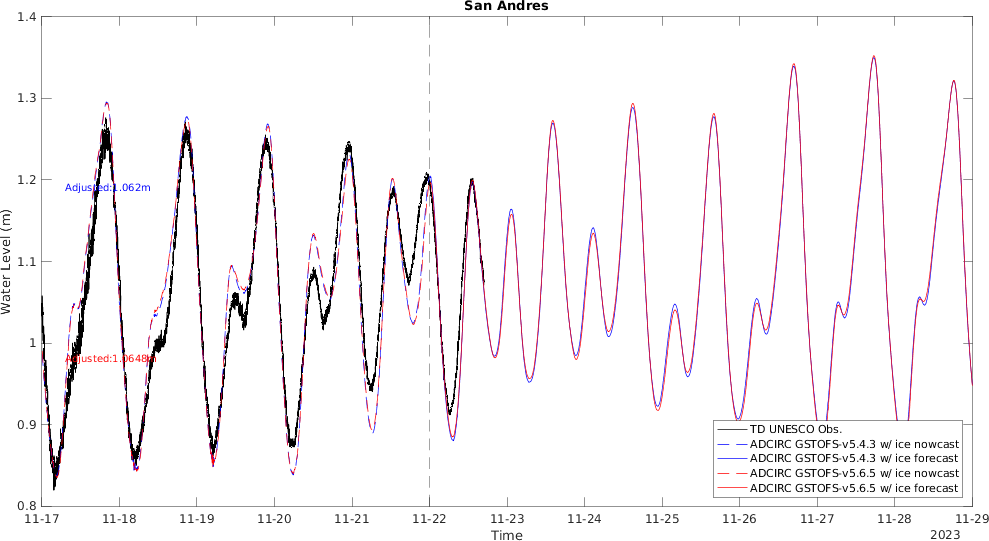 San Andres
1.4
1.3
1.2
1.1
1
0.9
0.8
Water Level (m)
Adjusted:1.062m
Adjusted:1.0648m
TD UNESCO Obs.
ADCIRC GSTOFS-v5.4.3 w/ ice nowcast
ADCIRC GSTOFS-v5.4.3 w/ ice forecast
ADCIRC GSTOFS-v5.6.5 w/ ice nowcast
ADCIRC GSTOFS-v5.6.5 w/ ice forecast
11-17 11-18 11-19 11-20 11-21 11-22 11-23 11-24 11-25 11-26 11-27 11-28 11-29
Time
2023